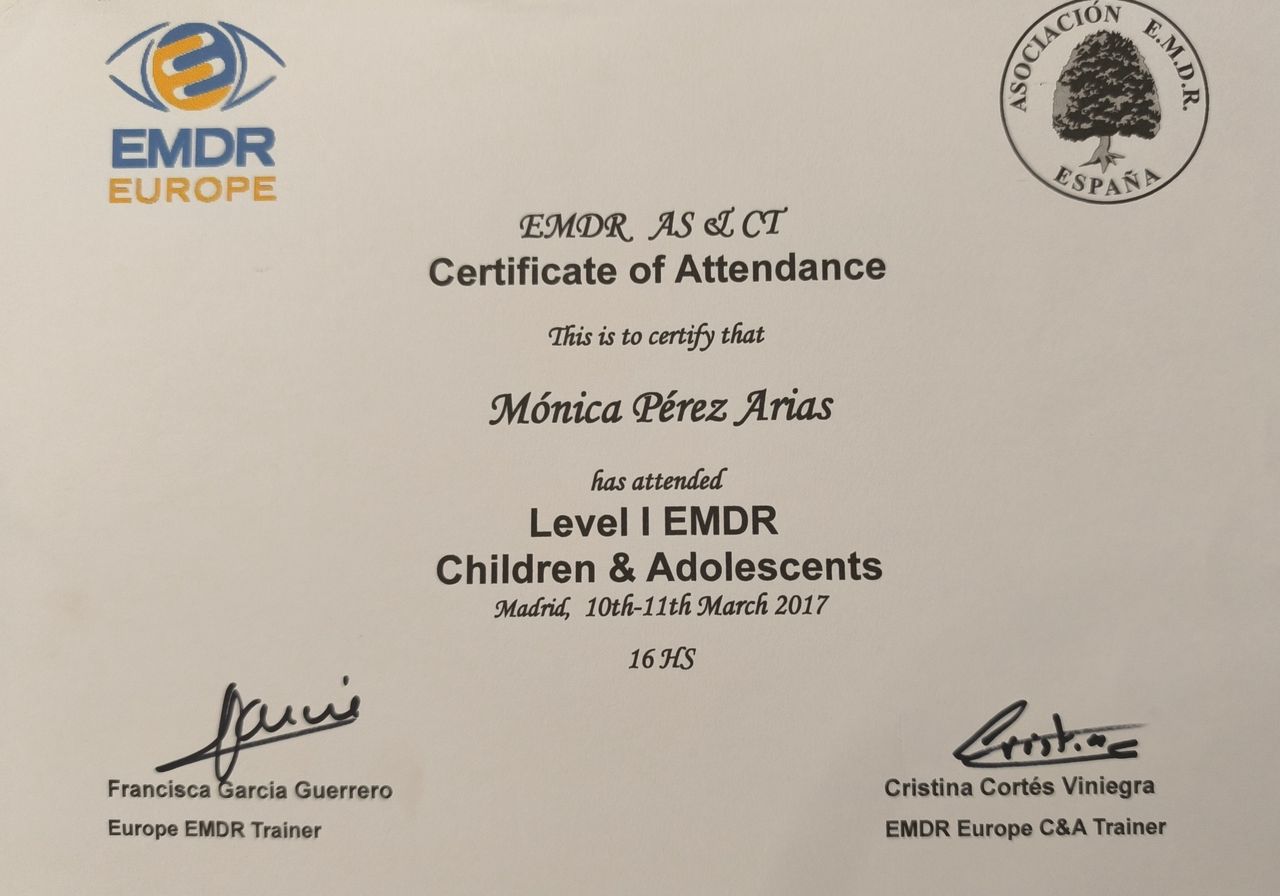 EMDR
EUROPE
ASOCIACIÓN E.M.D.R.
ESPAÑA
EMDR AS & CT
Certificate of Attendance
This is to certify that
Mónica Pérez Arias
has attended
Level I EMDR
Children & Adolescents
Madrid, 10th-11th March 2017
16 HS
Cristina
Francisca Garcia Guerrero
Cristina Cortés Viniegra
Europe EMDR Trainer
EMDR Europe C&A Trainer